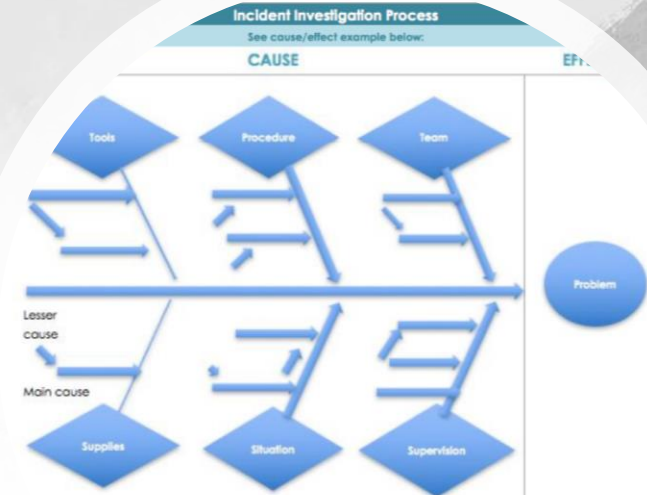 Incident Investigation Process
See cause/effect example below:
CAUSE
Tools
Procedure
Team
Problem
Lesser
cause
Main cause
Supplies
Situation
Supervision